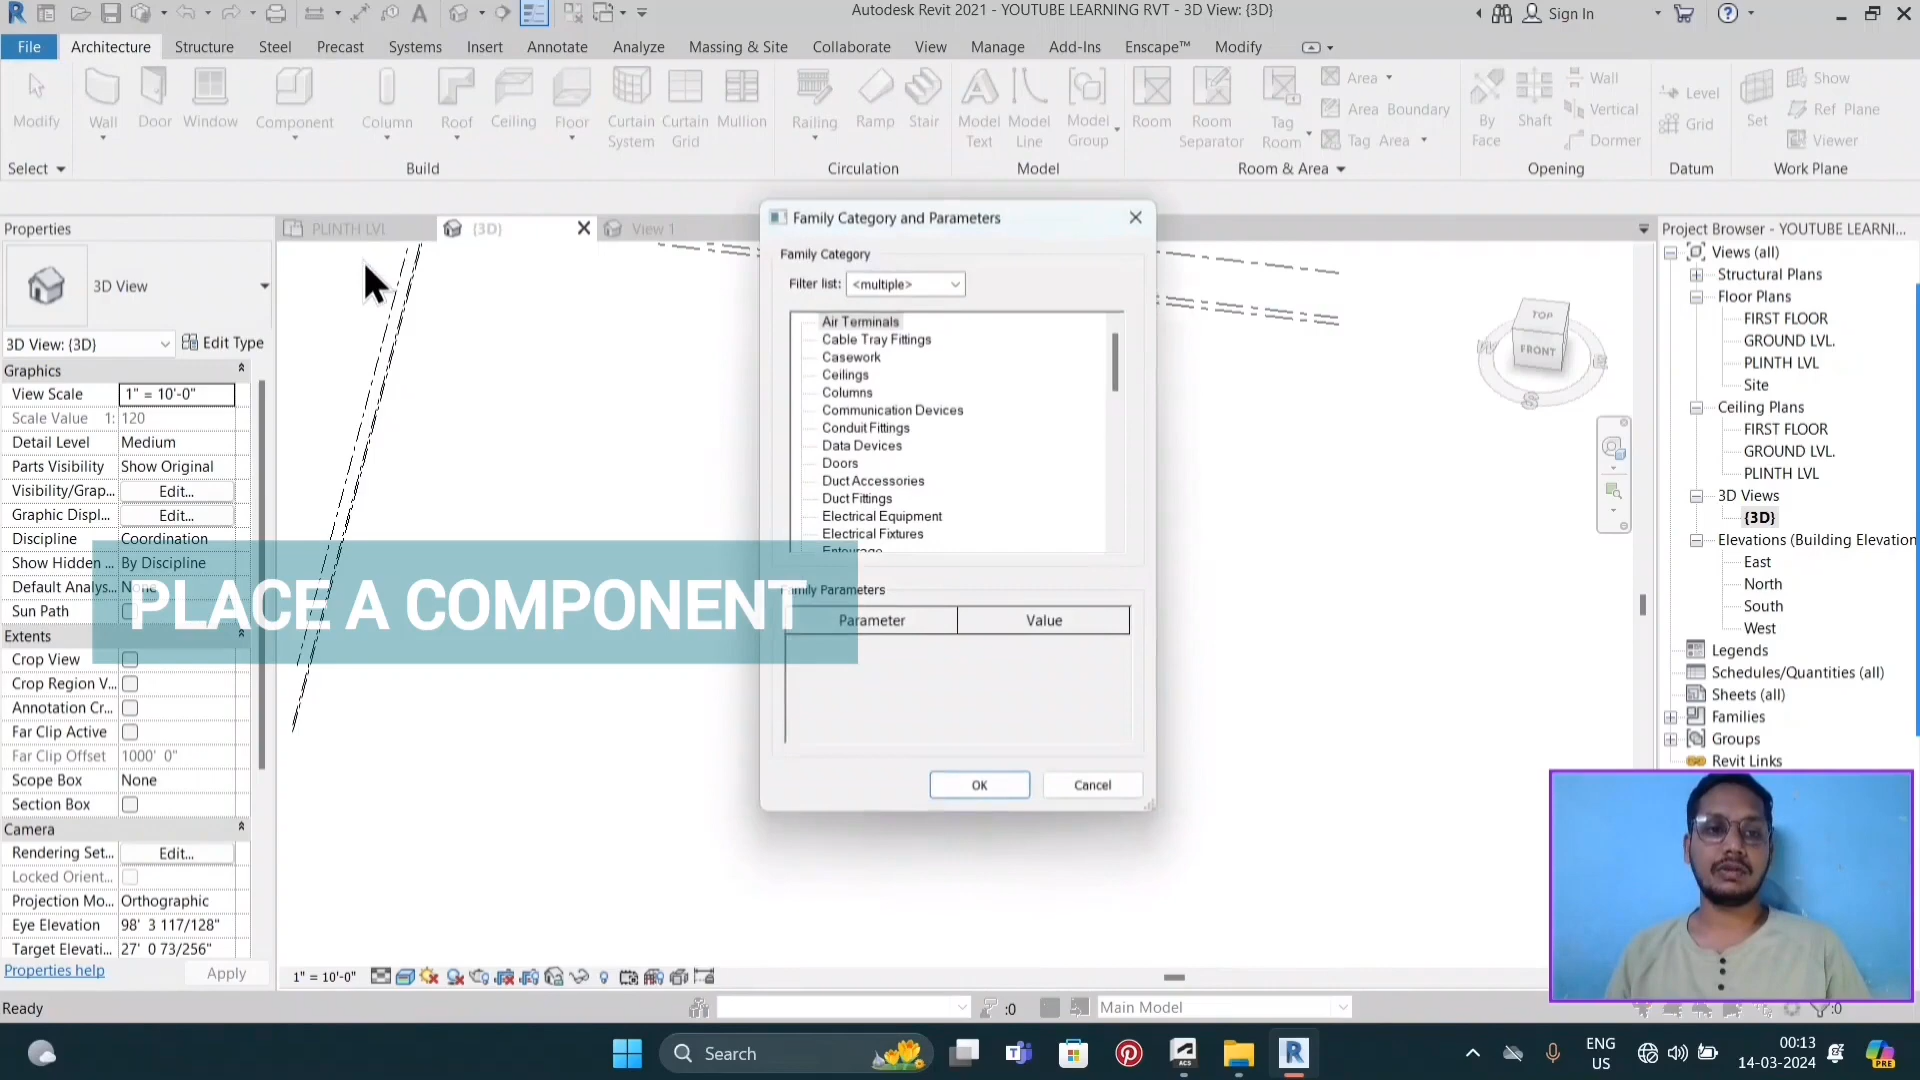 Autodesk Revit 2021 - YOUTUBE LEARNING RVT - 3D View: {3D}
Sign In
File Architecture Structure Steel Precast Systems Insert Annotate Analyze Massing & Site Collaborate View Manage Add-Ins Enscape™ Modify
Modify Wall Door Window Component Column Roof Ceiling Floor Curtain System Curtain Grid Mullion Railing Ramp Stair Model Text Model Line Model Group Room Room Separator Tag Room
Area
Area Boundary
Tag Area
By Face
Shaft
Wall
Vertical
Dormer
Level
Grid
Set
Show
Ref Plane
Viewer
Select Build Circulation Model Room & Area Opening Datum Work Plane
Properties
3D View
3D View: {3D} Edit Type
Graphics
View Scale 1" = 10'-0"
Scale Value 1: 120
Detail Level Medium
Parts Visibility Show Original
Visibility/Grap... Edit...
Graphic Displ... Edit...
Discipline Coordination
Show Hidden ... By Discipline
Default Analys... None
Sun Path
Extents
Crop View
Crop Region V...
Annotation Cr...
Far Clip Active
Far Clip Offset 1000' 0"
Scope Box None
Section Box
Camera
Rendering Set... Edit...
Locked Orient...
Projection Mo... Orthographic
Eye Elevation 98' 3 117/128"
Target Elevati... 27' 0 73/256"
Properties help Apply
PLINTH LVL {3D} View 1
PLACE A COMPONENT
Family Category and Parameters
Family Category
Filter list: <multiple>
Air Terminals
Cable Tray Fittings
Casework
Ceilings
Columns
Communication Devices
Conduit Fittings
Data Devices
Doors
Duct Accessories
Duct Fittings
Electrical Equipment
Electrical Fixtures
Entourage
Family Parameters
Parameter Value
OK Cancel
TOP
FRONT
S
Project Browser - YOUTUBE LEARNI...
Views (all)
Structural Plans
Floor Plans
FIRST FLOOR
GROUND LVL.
PLINTH LVL
Site
Ceiling Plans
FIRST FLOOR
GROUND LVL.
PLINTH LVL
3D Views
{3D}
Elevations (Building Elevation
East
North
South
West
Legends
Schedules/Quantities (all)
Sheets (all)
Families
Groups
Revit Links
1" = 10'-0"
Ready
:0
Main Model
:0
Search
ENG
US
00:13
14-03-2024